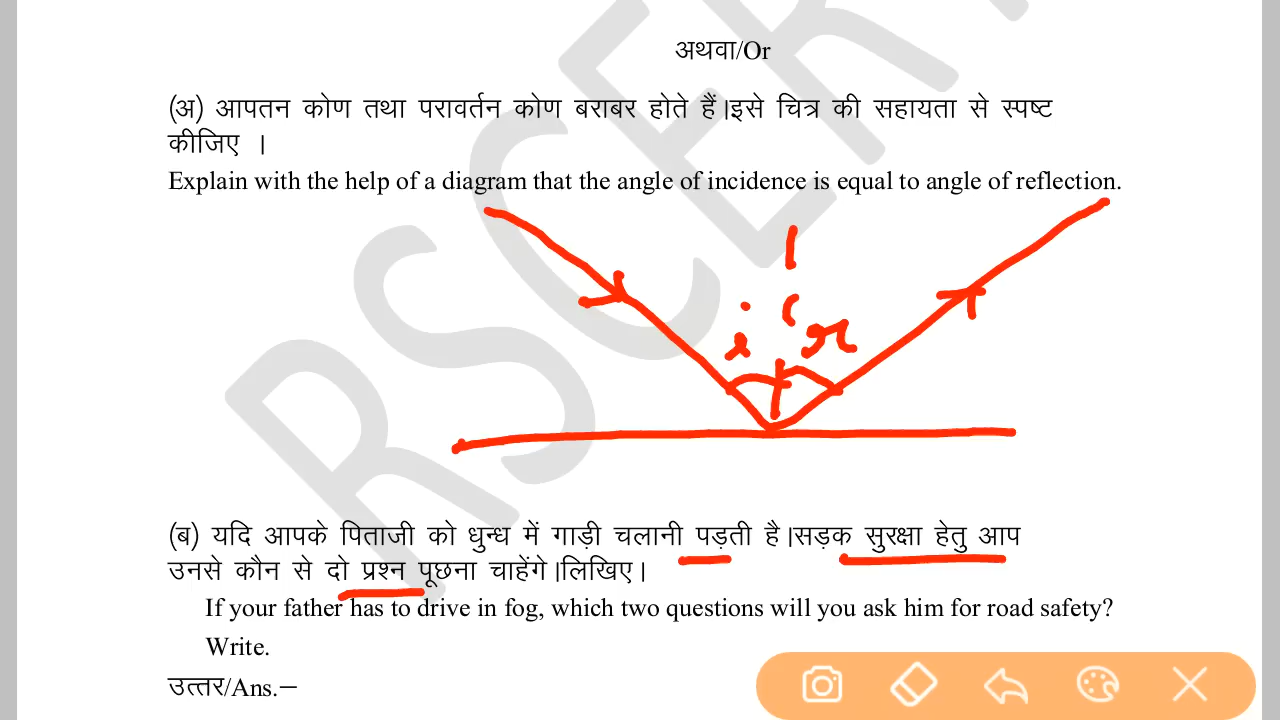 अथवा/Or
(अ) आपतन कोण तथा परावर्तन कोण बराबर होते हैं।इसे चित्र की सहायता से स्पष्ट
कीजिए ।
Explain with the help of a diagram that the angle of incidence is equal to angle of reflection.
i r
(ब) यदि आपके पिताजी को धुन्ध में गाड़ी चलानी पड़ती है।सड़क सुरक्षा हेतु आप
उनसे कौन से दो प्रश्न पूछना चाहेंगे।लिखिए।
If your father has to drive in fog, which two questions will you ask him for road safety?
Write.
उत्तर/Ans.–